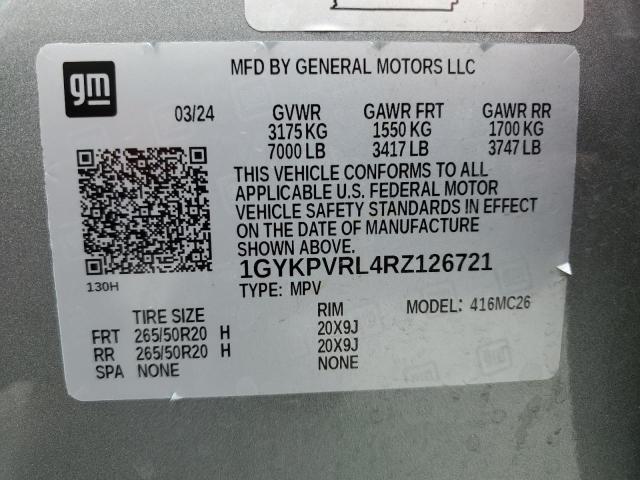 gm
MFD BY GENERAL MOTORS LLC
03/24 GVWR GAWR FRT GAWR RR
3175 KG 1550 KG 1700 KG
7000 LB 3417 LB 3747 LB
THIS VEHICLE CONFORMS TO ALL
APPLICABLE U.S. FEDERAL MOTOR
VEHICLE SAFETY STANDARDS IN EFFECT
ON THE DATE OF MANUFACTURE
SHOWN ABOVE.
1GYKPVRL4RZ126721
130H
TYPE: MPV
MODEL: 416MC26
TIRE SIZE RIM
FRT 265/50R20 H 20X9J
RR 265/50R20 H 20X9J
SPA NONE NONE